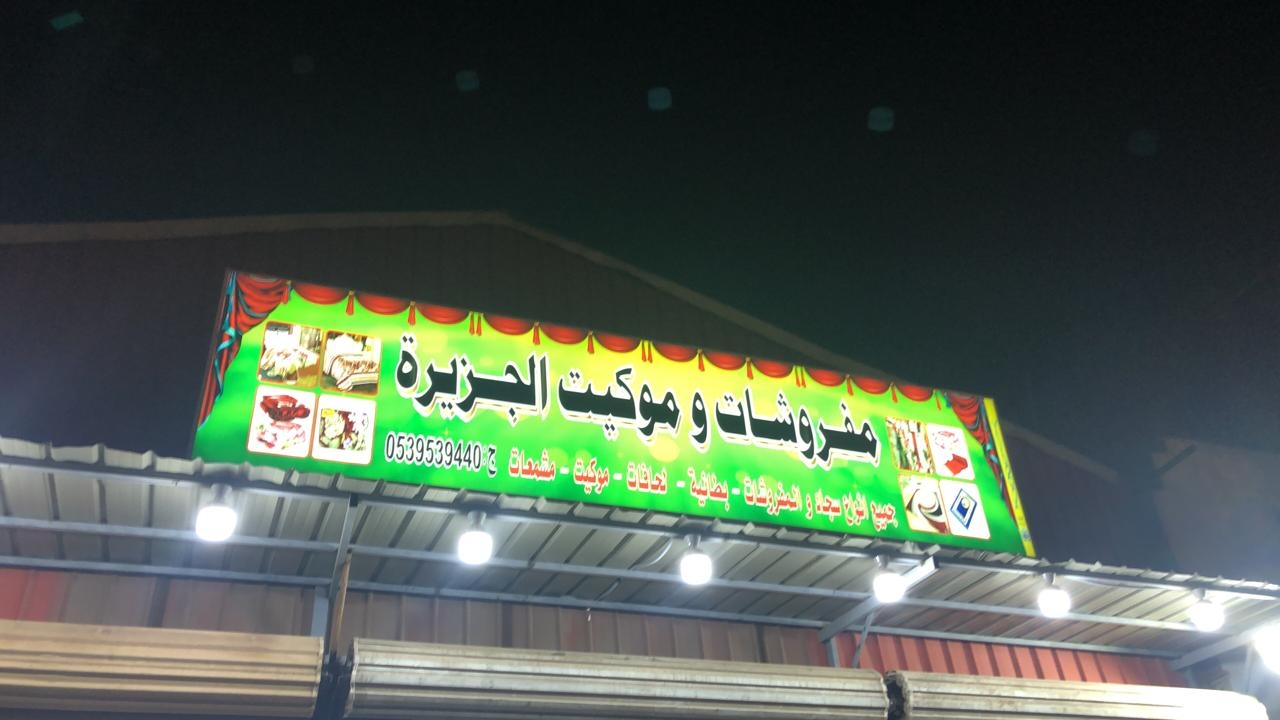 مفروشات و موكيت الجزيرة
جميع انواع سجاد و المفروشات - بطانية - لحافات - موكيت - مشمعات ج: 0539539440